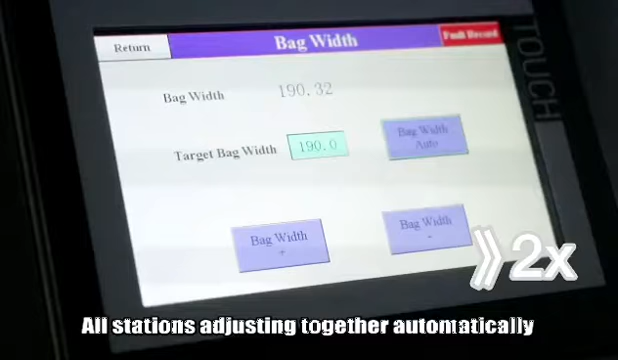 Return
Bag Width
Fault Record
Bag Width 190.32
Target Bag Width 190.0
Bag Width
Auto
Bag Width
+
Bag Width
-
TOUCH
2x
All stations adjusting together automatically